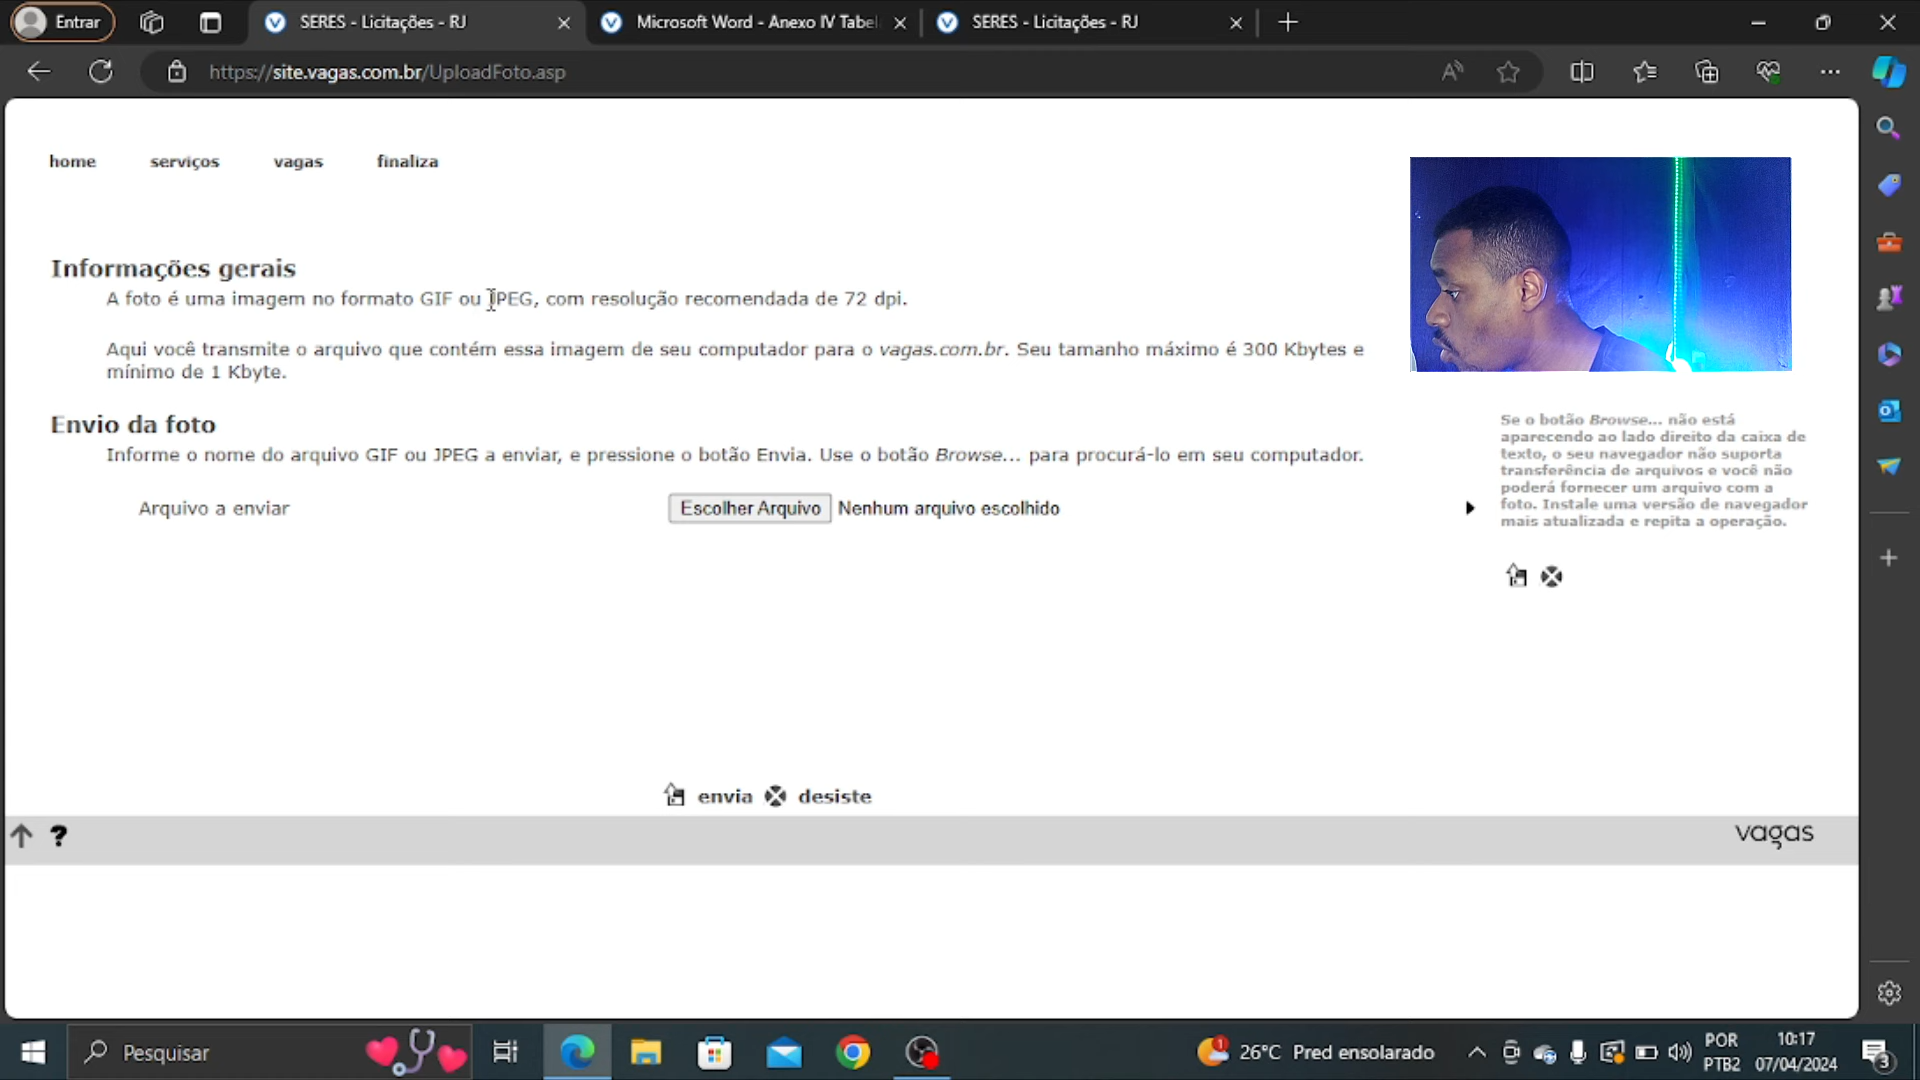 Entrar
SERES - Licitações - RJ
Microsoft Word - Anexo IV Tabel
SERES - Licitações - RJ
https://site.vagas.com.br/UploadFoto.asp
home serviços vagas finaliza
Informações gerais
A foto é uma imagem no formato GIF ou JPEG, com resolução recomendada de 72 dpi.
Aqui você transmite o arquivo que contém essa imagem de seu computador para o vagas.com.br. Seu tamanho máximo é 300 Kbytes e
mínimo de 1 Kbyte.
Envio da foto
Informe o nome do arquivo GIF ou JPEG a enviar, e pressione o botão Envia. Use o botão Browse... para procurá-lo em seu computador.
Arquivo a enviar
Escolher Arquivo Nenhum arquivo escolhido
Se o botão Browse... não está
aparecendo ao lado direito da caixa de
texto, o seu navegador não suporta
transferência de arquivos e você não
poderá fornecer um arquivo com a
foto. Instale uma versão de navegador
mais atualizada e repita a operação.
envia desiste
?
vagas
Pesquisar
1
26°C Pred ensolarado
POR
PTB2
10:17
07/04/2024
3